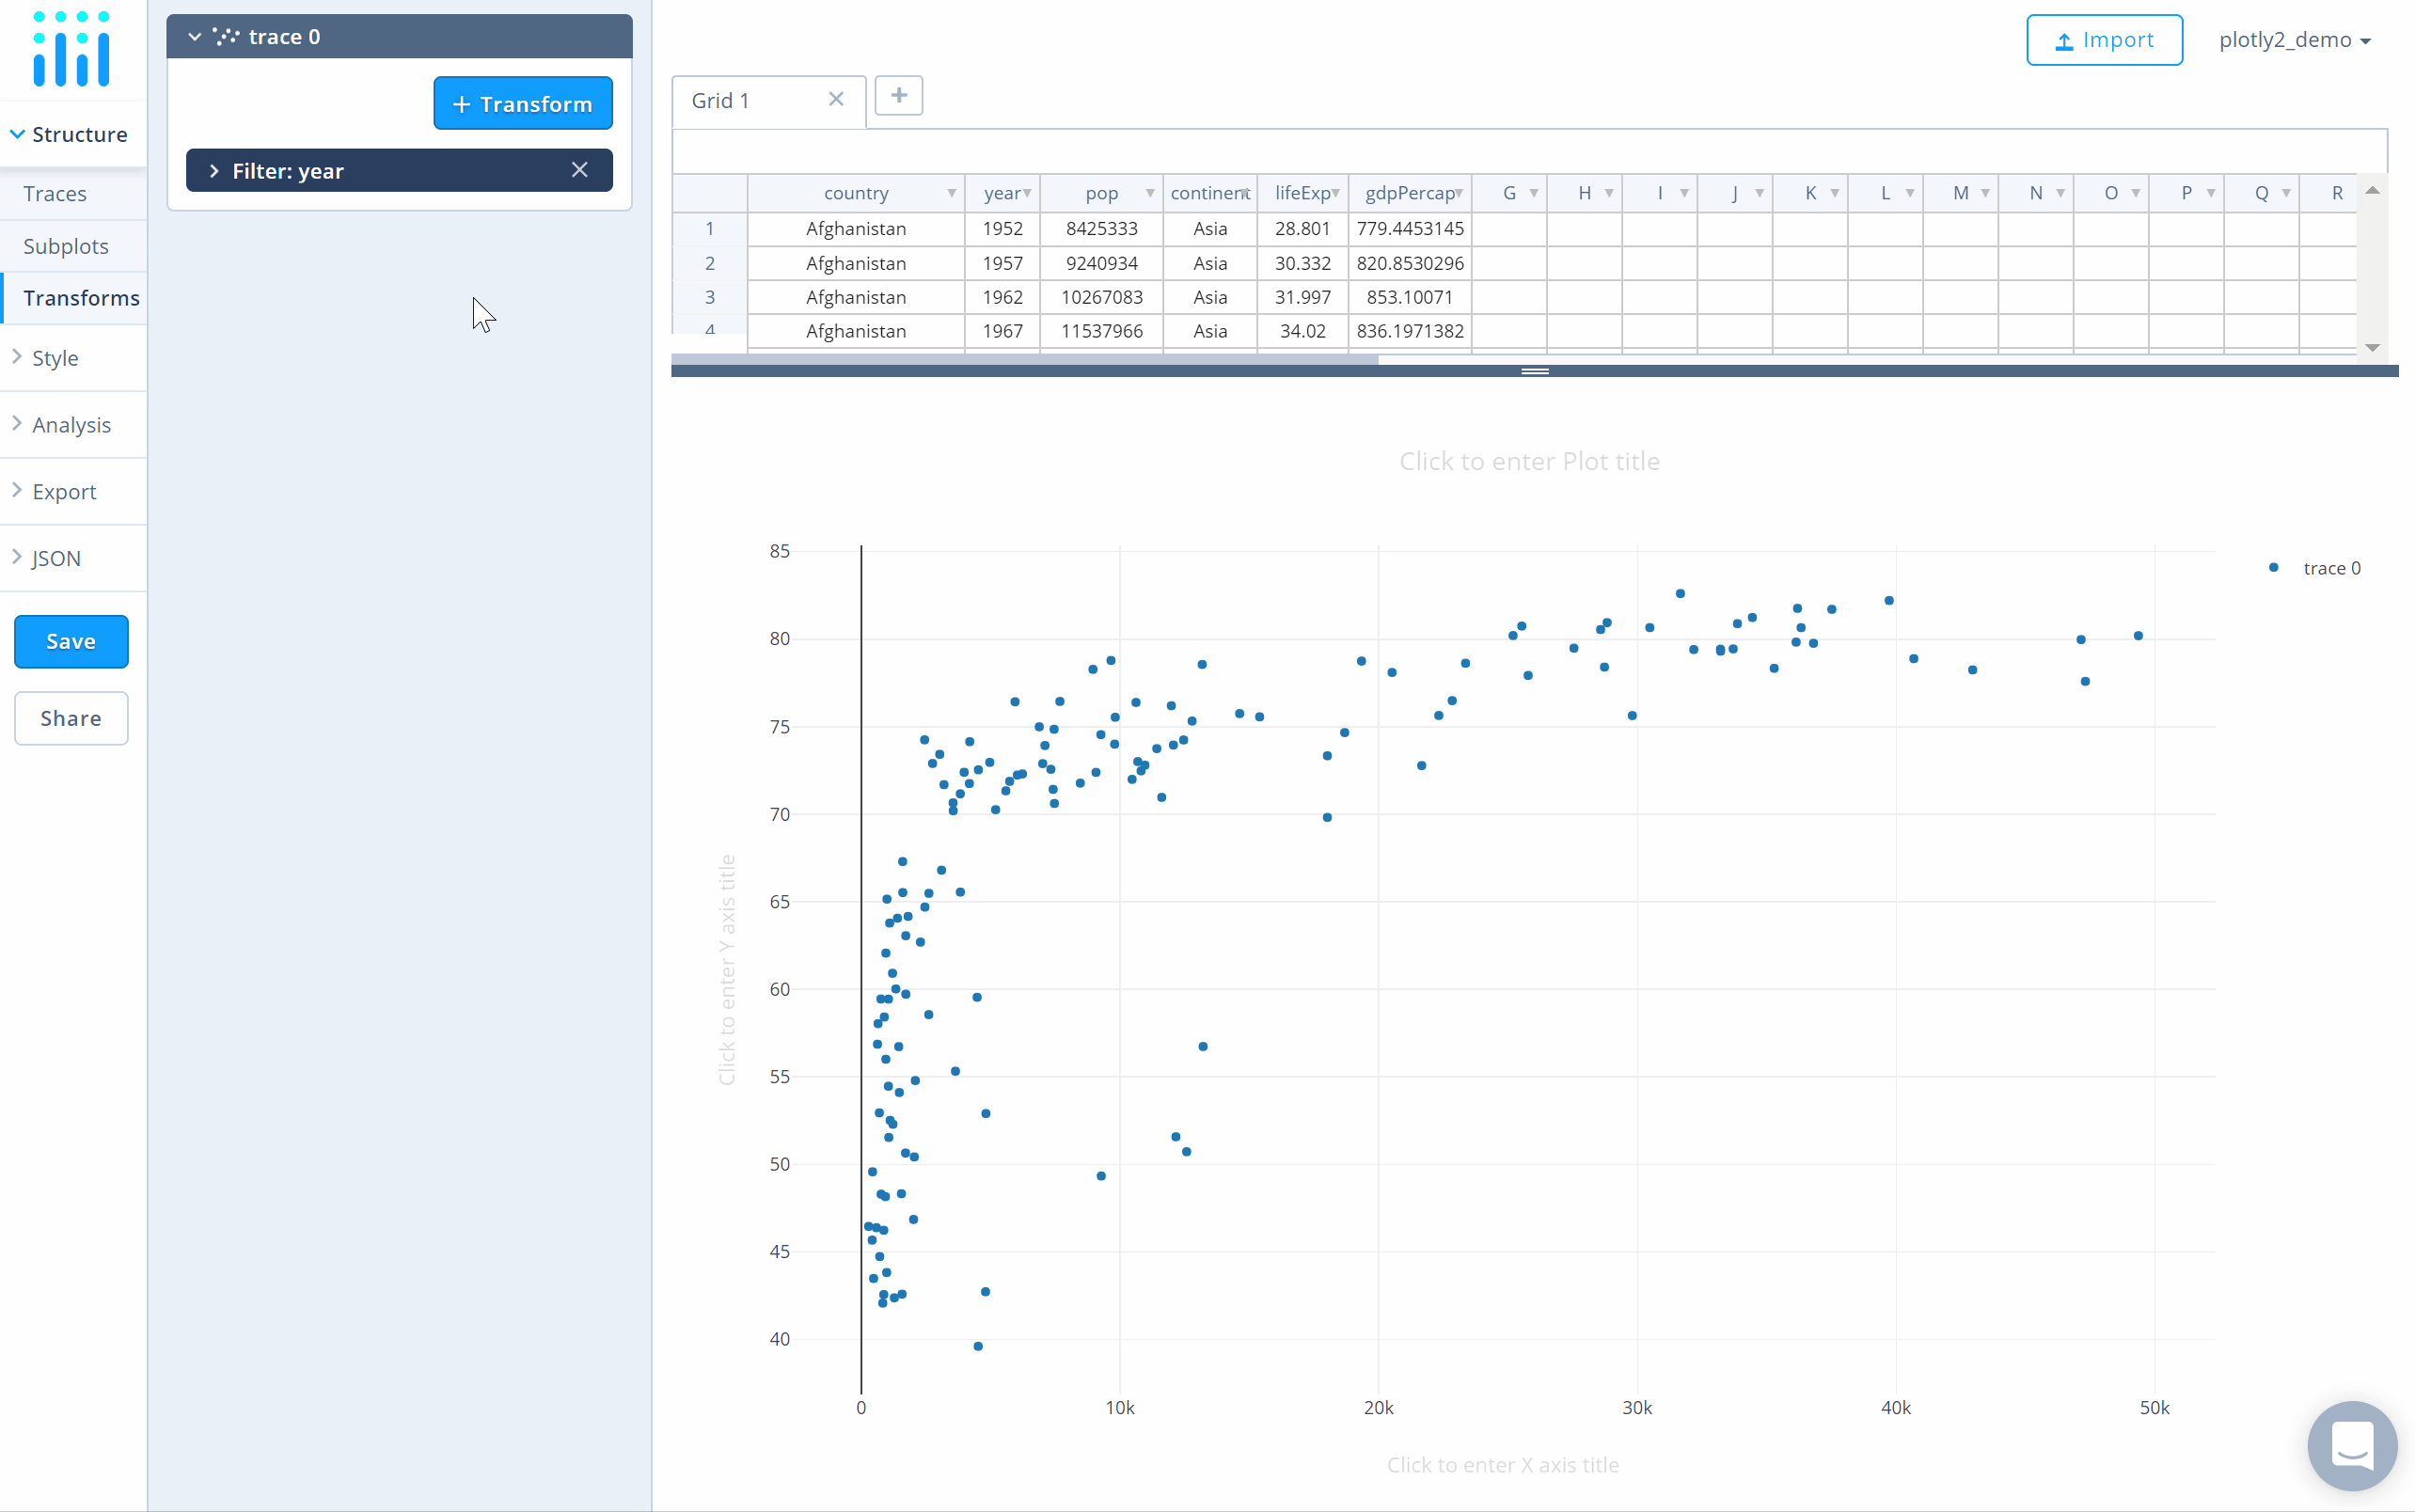 trace 0
Transform
Filter: year
Structure
Traces
Subplots
Transforms
Style
Analysis
Export
JSON
Save
Share
Import
plotly2_demo
Grid 1
country year pop continent lifeExp gdpPercap G H I J K L M N O P Q R
1 Afghanistan 1952 8425333 Asia 28.801 779.4453145
2 Afghanistan 1957 9240934 Asia 30.332 820.8530296
3 Afghanistan 1962 10267083 Asia 31.997 853.10071
4 Afghanistan 1967 11537966 Asia 34.02 836.1971382
Click to enter Plot title
trace 0
85
80
75
70
65
60
55
50
45
40
Click to enter Y axis title
0 10k 20k 30k 40k 50k
Click to enter X axis title